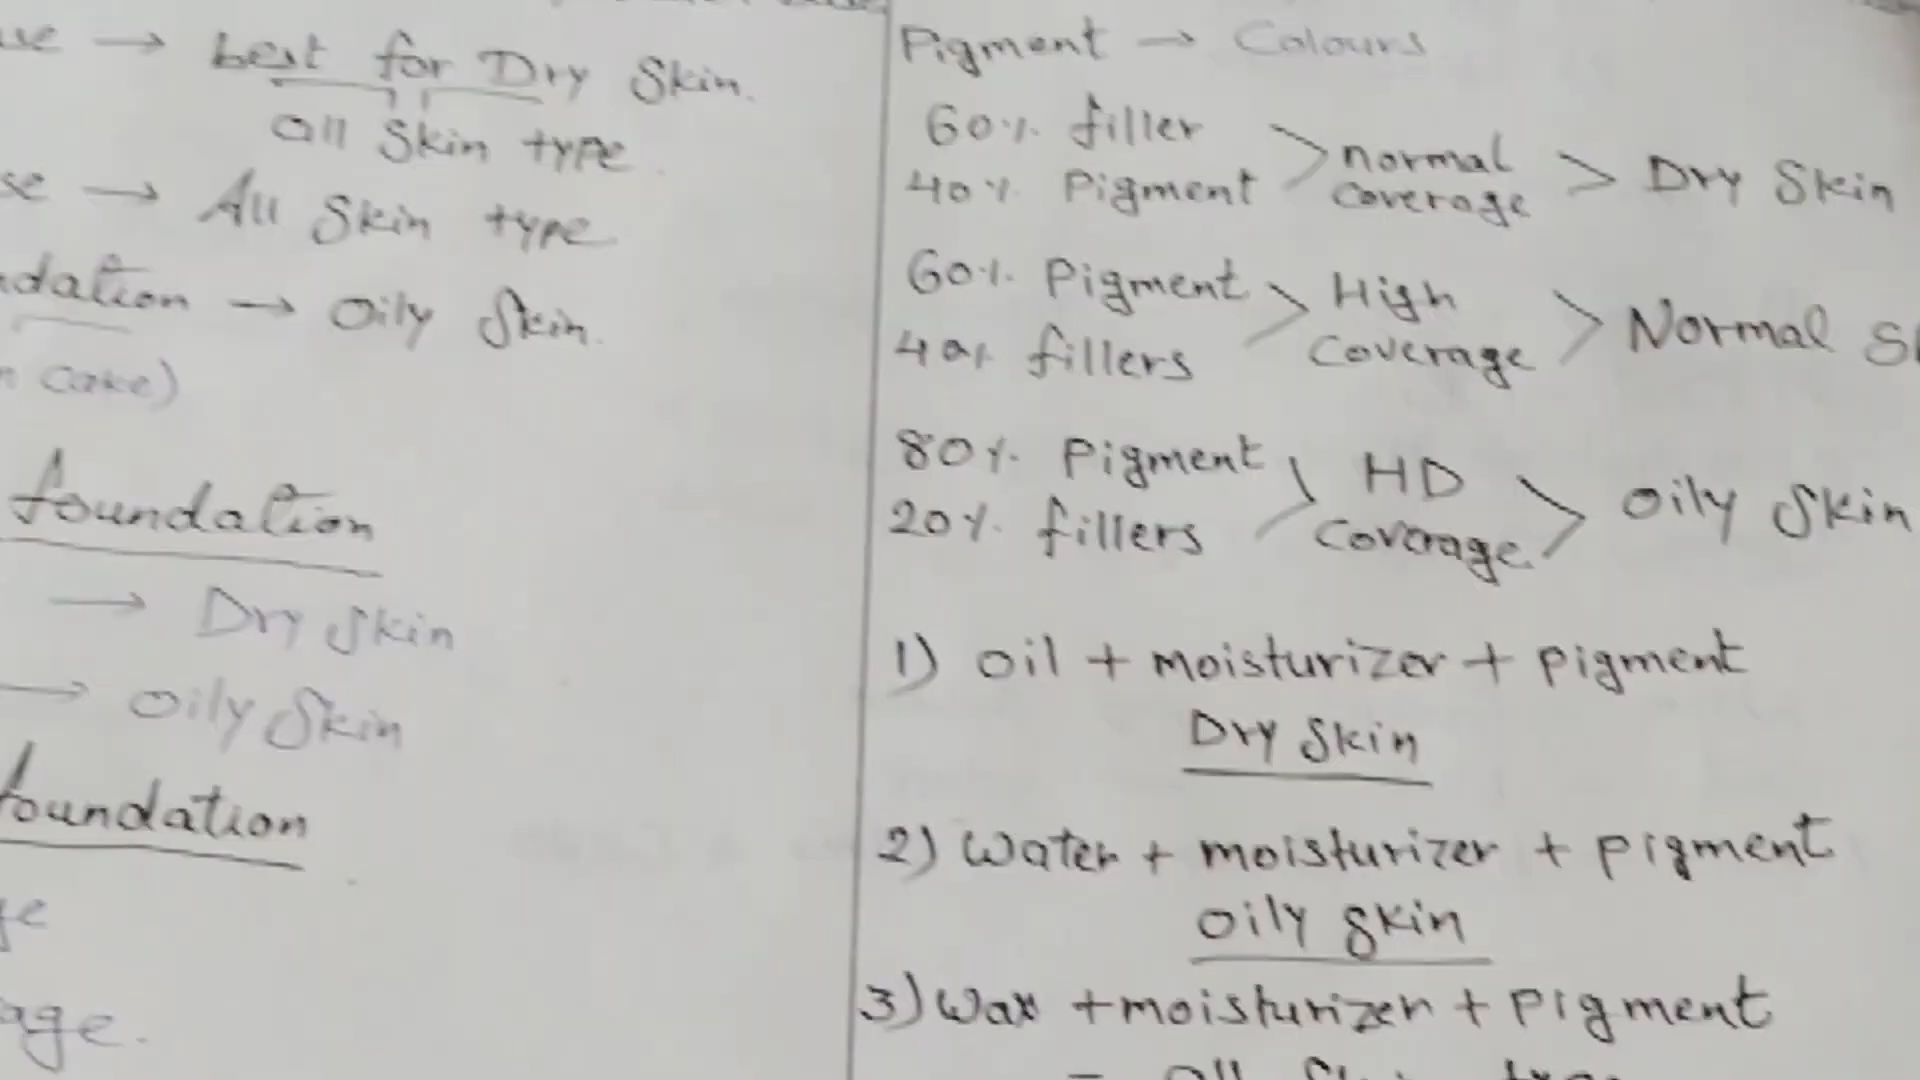 → best for Dry Skin.
all Skin type.
→ All Skin type
→ Oily Skin.
cake)
foundation
→ Dry Skin
→ Oily Skin
foundation
Pigment → Colours
60% filler
40% Pigment > normal coverage > Dry Skin
60% Pigment
40% fillers > High Coverage > Normal
80% Pigment
20% fillers > HD Coverage > Oily Skin
1) Oil + moisturizer + pigment
Dry Skin
2) Water + moisturizer + pigment
Oily Skin
3) Wax + moisturizer + pigment